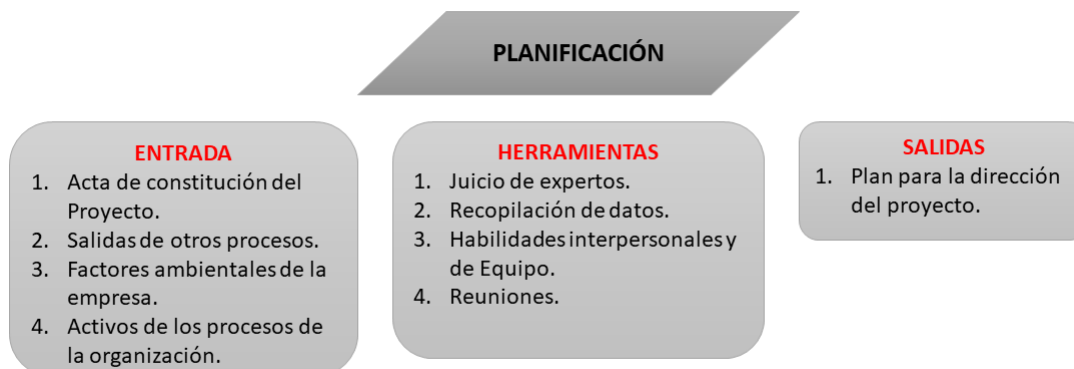 PLANIFICACIÓN
ENTRADA
1. Acta de constitución del
Proyecto.
2. Salidas de otros procesos.
3. Factores ambientales de la
empresa.
4. Activos de los procesos de
la organización.
HERRAMIENTAS
1. Juicio de expertos.
2. Recopilación de datos.
3. Habilidades interpersonales y
de Equipo.
4. Reuniones.
SALIDAS
1. Plan para la dirección
del proyecto.